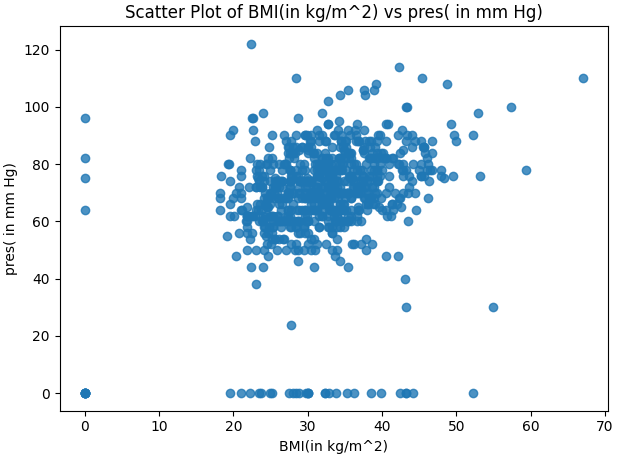 Scatter Plot of BMI(in kg/m^2) vs pres( in mm Hg)
120
100
80
60
40
20
0
pres( in mm Hg)
0 10 20 30 40 50 60 70
BMI(in kg/m^2)